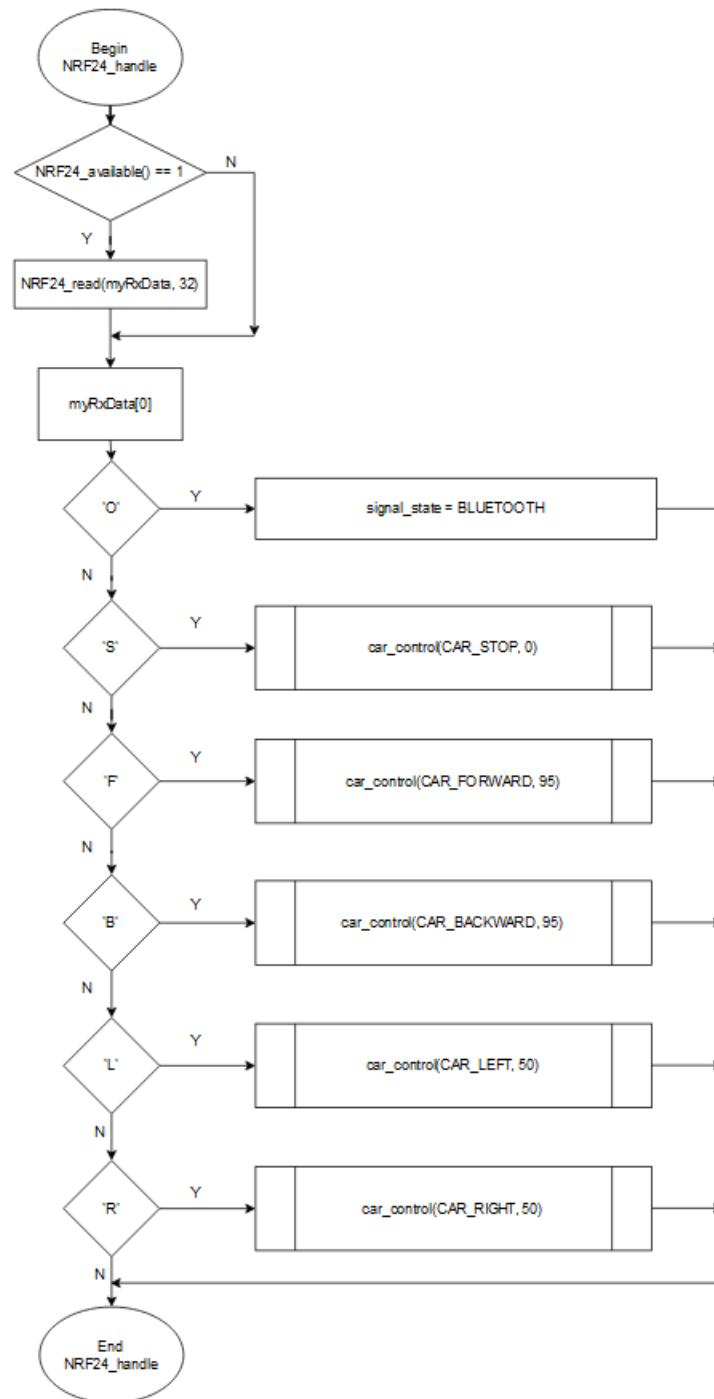 Begin
NRF24_handle
NRF24_available() == 1
N
Y
NRF24_read(myRxData, 32)
myRxData[0]
'O'
Y
signal_state = BLUETOOTH
N
'S'
Y
car_control(CAR_STOP, 0)
N
'F'
Y
car_control(CAR_FORWARD, 95)
N
'B'
Y
car_control(CAR_BACKWARD, 95)
N
'L'
Y
car_control(CAR_LEFT, 50)
N
'R'
Y
car_control(CAR_RIGHT, 50)
N
End
NRF24_handle